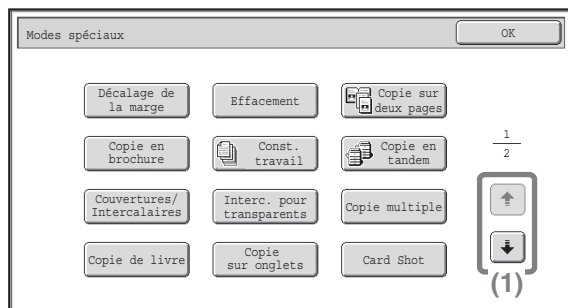 Modes spéciaux
OK
Décalage de
la marge
Effacement
Copie sur
deux pages
Copie en
brochure
Const.
travail
Copie en
tandem
1
2
Couvertures/
Intercalaires
Interc. pour
transparents
Copie multiple
Copie de livre
Copie
sur onglets
Card Shot
(1)